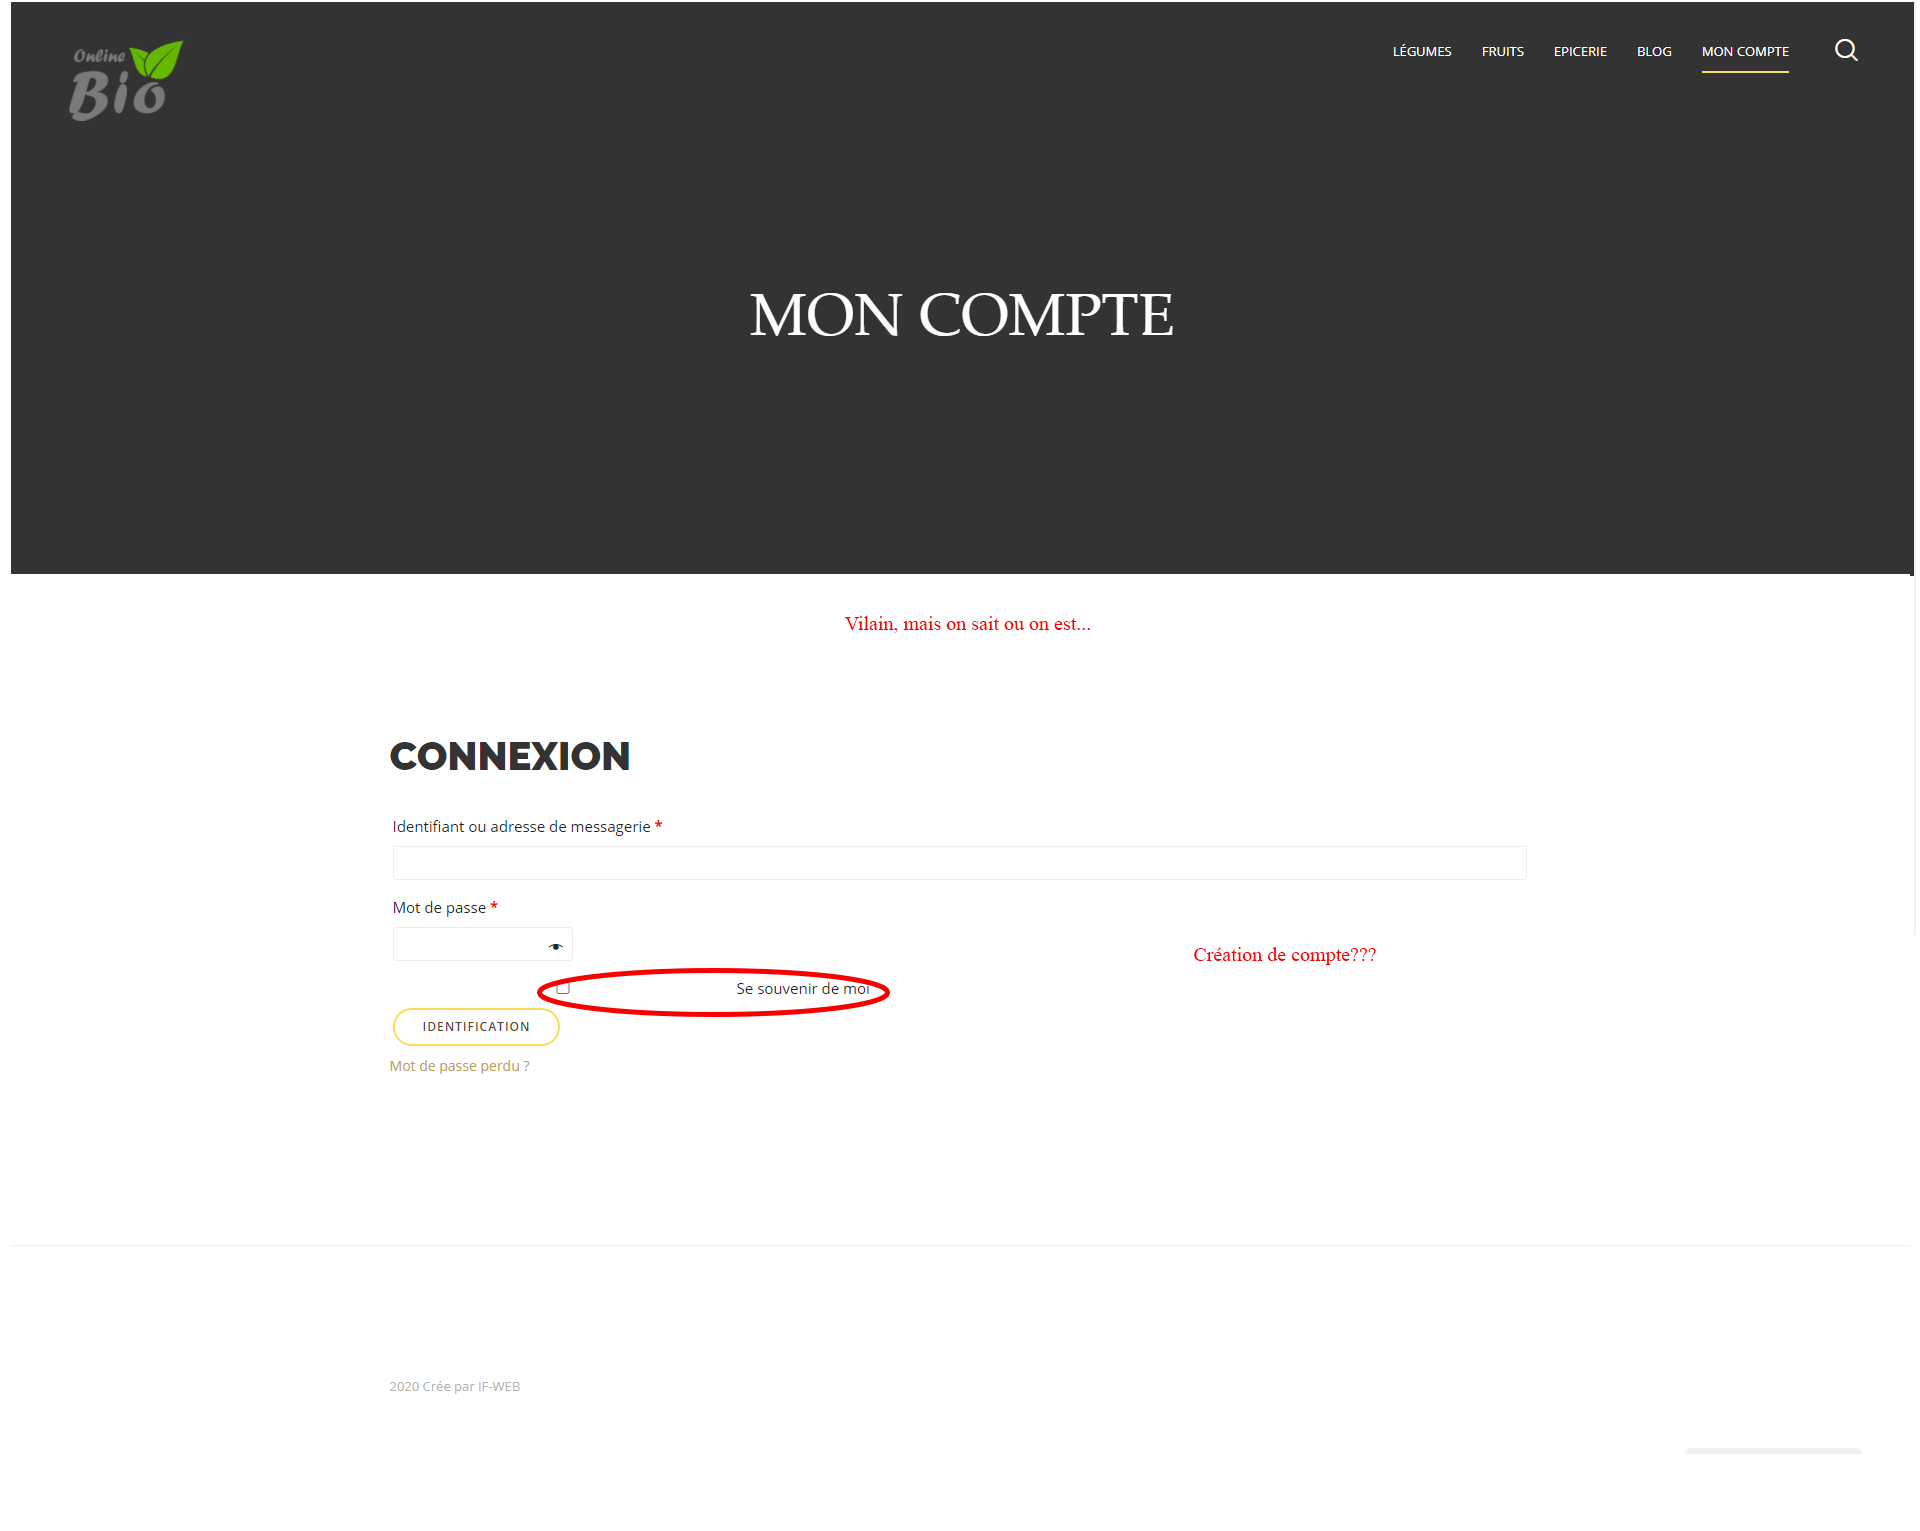 Online
Bio
LÉGUMES FRUITS EPICERIE BLOG MON COMPTE
MON COMPTE
Vilain, mais on sait ou on est...
CONNEXION
Identifiant ou adresse de messagerie *
Mot de passe *
Création de compte???
Se souvenir de moi
IDENTIFICATION
Mot de passe perdu ?
2020 Crée par IF-WEB